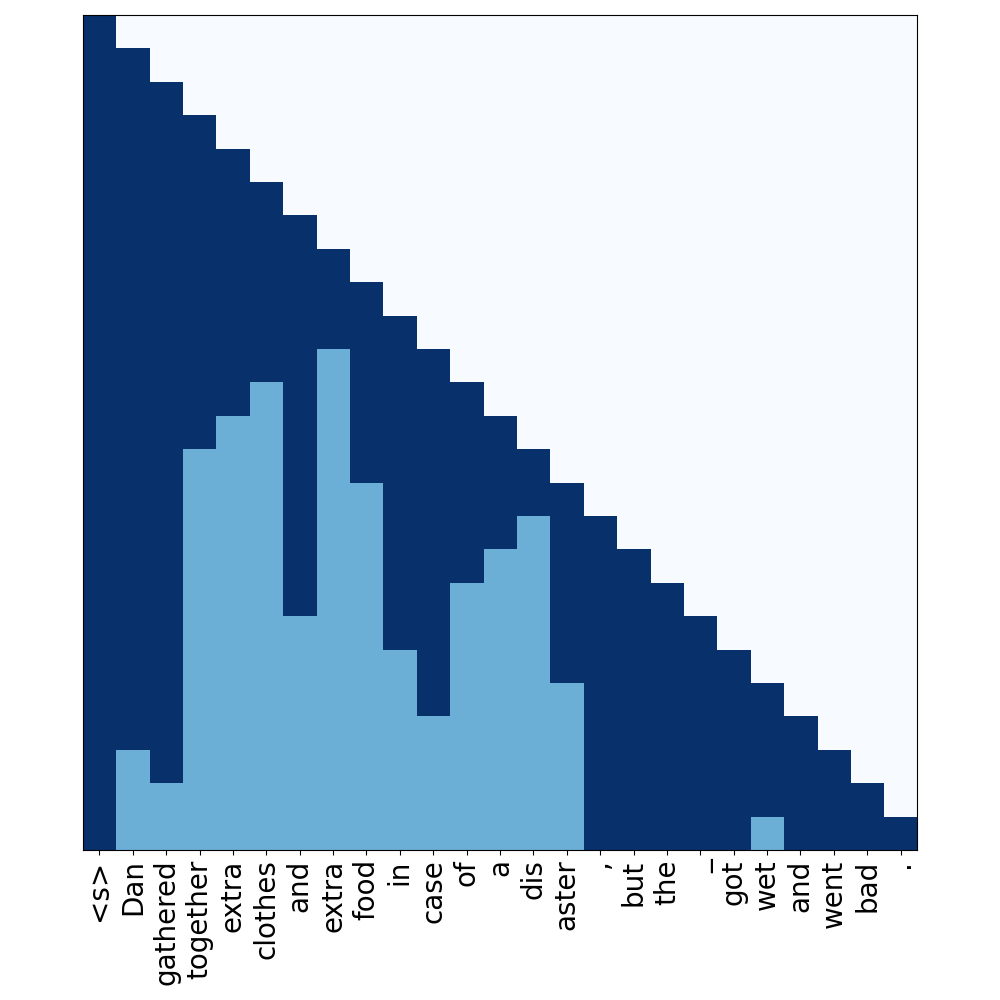 <s> Dan gathered together extra clothes and extra food in case of a dis aster , but the _ got wet and went bad .